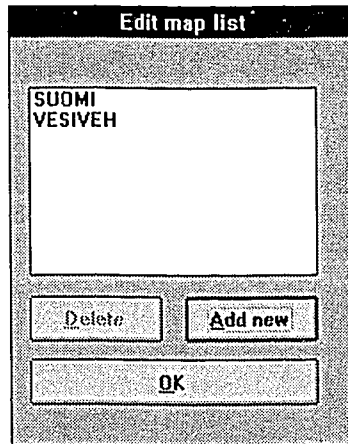 Edit map list
SUOMI
VESIVEH
Delete
Add new
OK